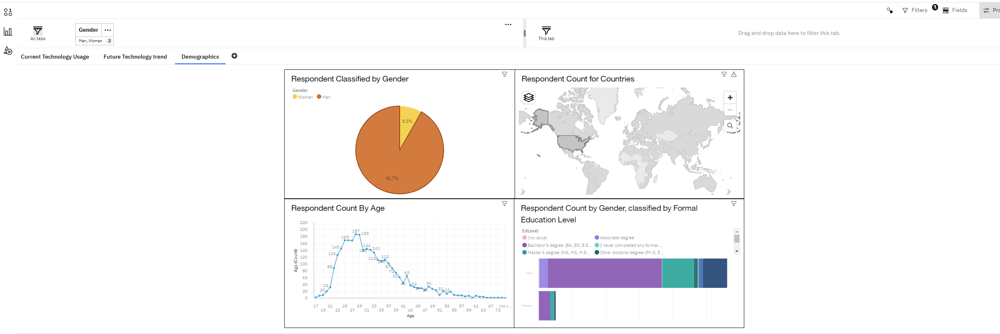 Filters 1
Fields
Pro
All tabs
Gender
Man, Woman 2
This tab
Drag and drop data here to filter this tab.
Current Technology Usage
Future Technology trend
Demographics
Respondent Classified by Gender
Gender
Woman Man
8.3%
91.7%
Respondent Count for Countries
Respondent Count By Age
Age (Count)
220
200
180
160
140
120
100
80
60
40
20
0
20
32
88
126
145
169
187
185
140
144
141
112
108
112
87
74
61
44
65
32
29
24
34
23
13
17 21 25 29 33 37 41 45 49 53 57 61 67 (no v...
19 23 27 31 35 39 43 47 51 55 59 63 72
Age
Respondent Count by Gender, classified by Formal
Education Level
EdLevel
(no value) Associate degree
Bachelor's degree (BA, BS, B.E... I never completed any formal ...
Master's degree (MA, MS, M.E... Other doctoral degree (Ph.D, E...
Man
Woman